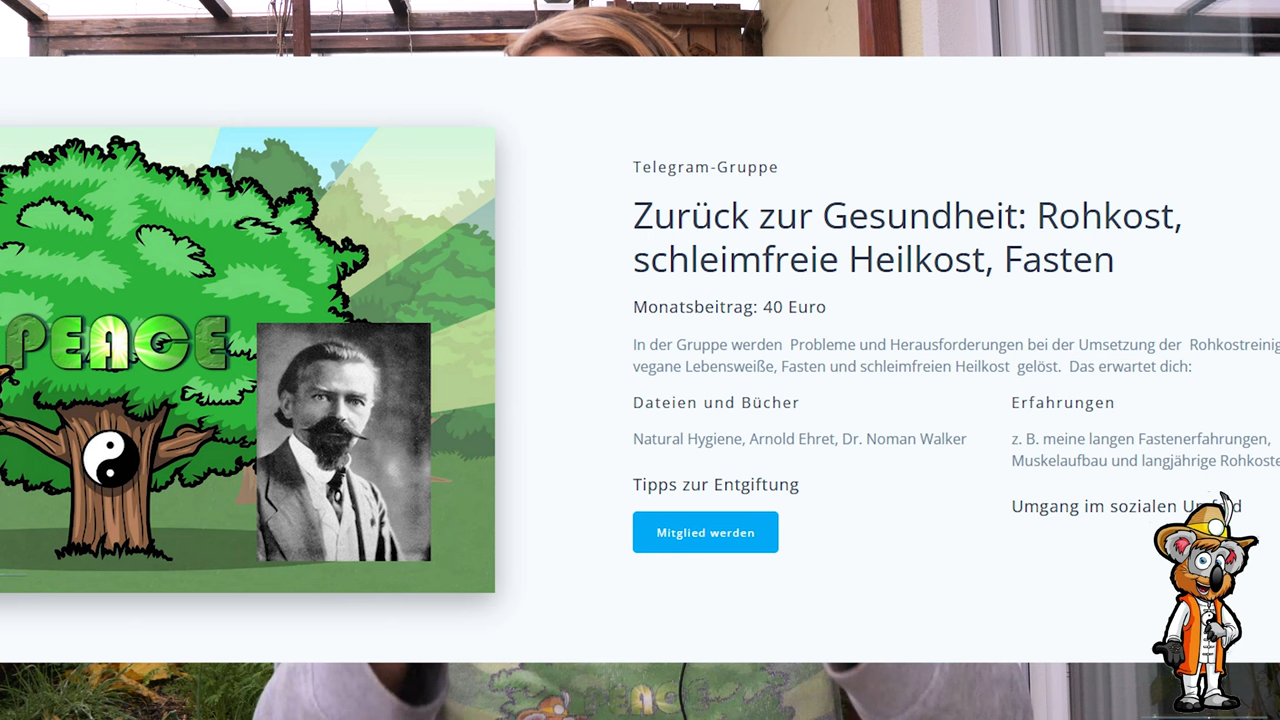 Telegram-Gruppe
Zurück zur Gesundheit: Rohkost,
schleimfreie Heilkost, Fasten
Monatsbeitrag: 40 Euro
In der Gruppe werden Probleme und Herausforderungen bei der Umsetzung der
vegane Lebensweiße, Fasten und schleimfreien Heilkost gelöst. Das erwartet dich:
Dateien und Bücher
Natural Hygiene, Arnold Ehret, Dr. Noman Walker
Tipps zur Entgiftung
Mitglied werden
Erfahrungen
z. B. meine langen Fastenerfahrungen,
Muskelaufbau und langjährige
Umgang im sozialen
PEACE
PEACE